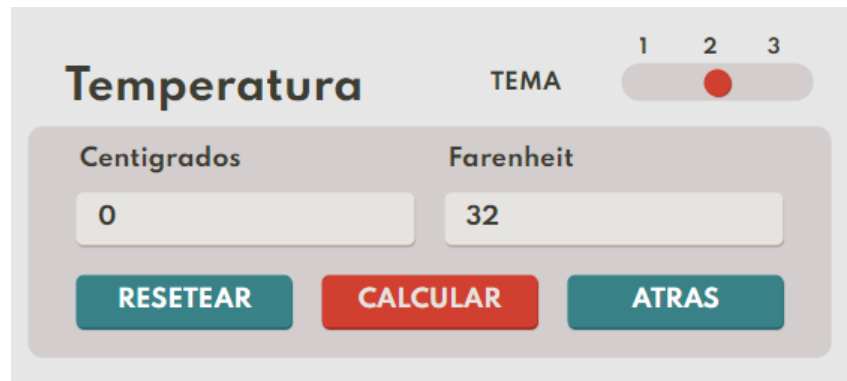 1 2 3
Temperatura TEMA
Centigrados Farenheit
0 32
RESETEAR CALCULAR ATRAS